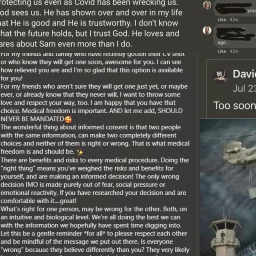 rotecting us even as Covid has been wrecking us.
od sees us. He has shown over and over in my life
at He is good and He is trustworthy. I don't know
hat the future holds, but I trust God. He loves and
ares about Sam even more than I do.
For my friends and family who have recently gotten their CV shot
or who know they will get one soon, awesome for you. I can see
how relieved you are and I'm so glad that this option is available
for you!
For my friends who aren't sure they will get one just yet, or maybe
ever, or already know that they never will, I want to throw some
love and respect your way, too. I am happy that you have that
choice. Medical freedom is important. AND let me add, SHOULD
NEVER BE MANDATED🥰
The wonderful thing about informed consent is that two people
with the same information, can make two completely different
choices and neither of them is right or wrong. That is what medical
freedom is and should be. ✨
There are benefits and risks to every medical procedure. Doing the
"right thing" means you've weighed the risks and benefits for
yourself, and are making an informed decision! The only wrong
decision IMO is made purely out of fear, social pressure or
emotional reactivity. If you have researched your decision and are
comfortable with it....great!
What's right for one person, may be wrong for the other. Both, on
an intuitive and biological level. We're all doing the best we can
with the information we hopefully have spent time digging into.
Let this be a gentle reminder *for all* to please respect each other
and be mindful of the message we put out there. Is everyone
"wrong" because they believe differently than you? They very likely
you
Like
ago.
Like
David
Jul 23
Too soon